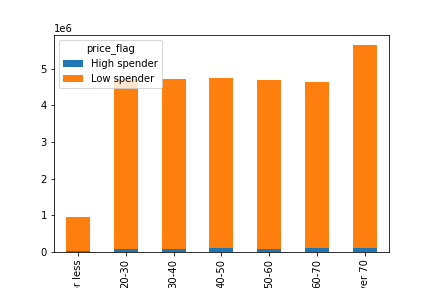 1e6
price_flag
High spender
Low spender
5
4
3
2
1
0
r less
20-30
30-40
40-50
50-60
60-70
er 70